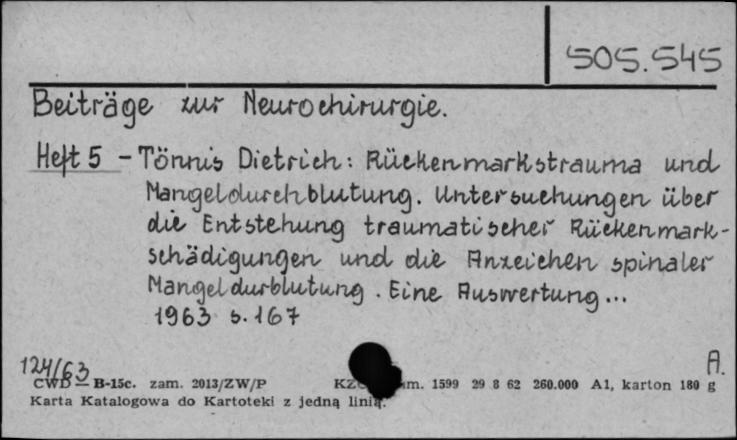 505.545
Beiträge zur Neurochirurgie.
Heft 5 - Tönnis Dietrich: Rückenmarkstrauma und
Mangeldurchblutung. Untersuchungen über
die Entstehung traumatischer Rückenmark-
schädigungen und die Anzeichen spinaler
Mangeldurblutung. Eine Auswertung...
1963 s. 167
124/63
A.
CWD — B-15c. zam. 2013/ZW/P zam. 1599 29 8 62 260.000 A1, karton 180 g
Karta Katalogowa do Kartoteki z jedną linią.